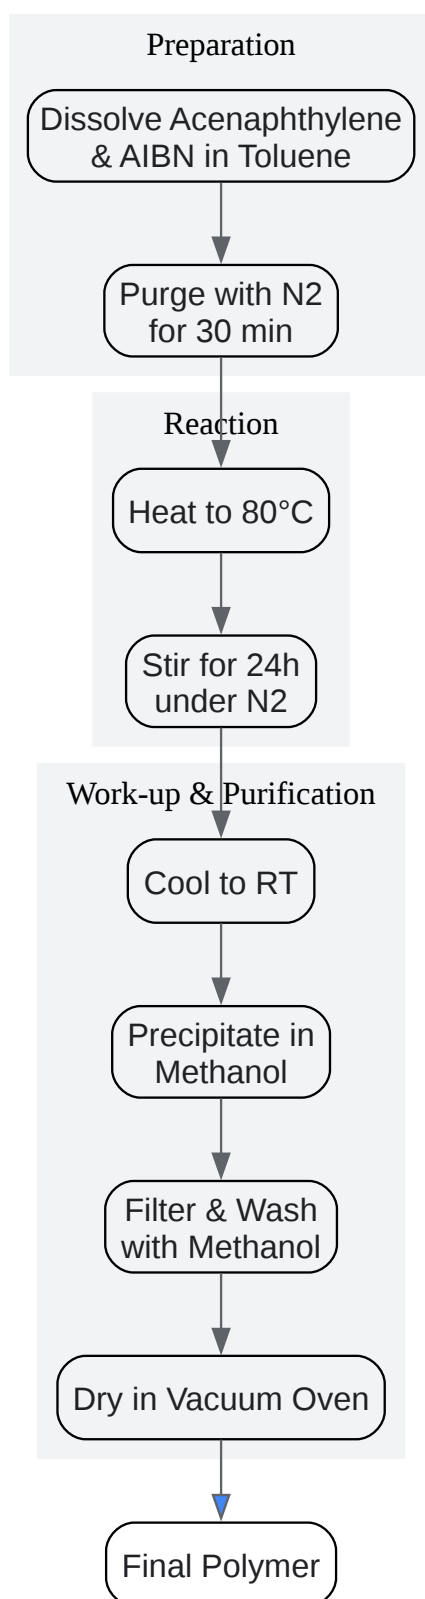 Preparation
Dissolve Acenaphthylene
& AIBN in Toluene
Purge with N2
for 30 min
Reaction
Heat to 80°C
Stir for 24h
under N2
Work-up & Purification
Cool to RT
Precipitate in
Methanol
Filter & Wash
with Methanol
Dry in Vacuum Oven
Final Polymer